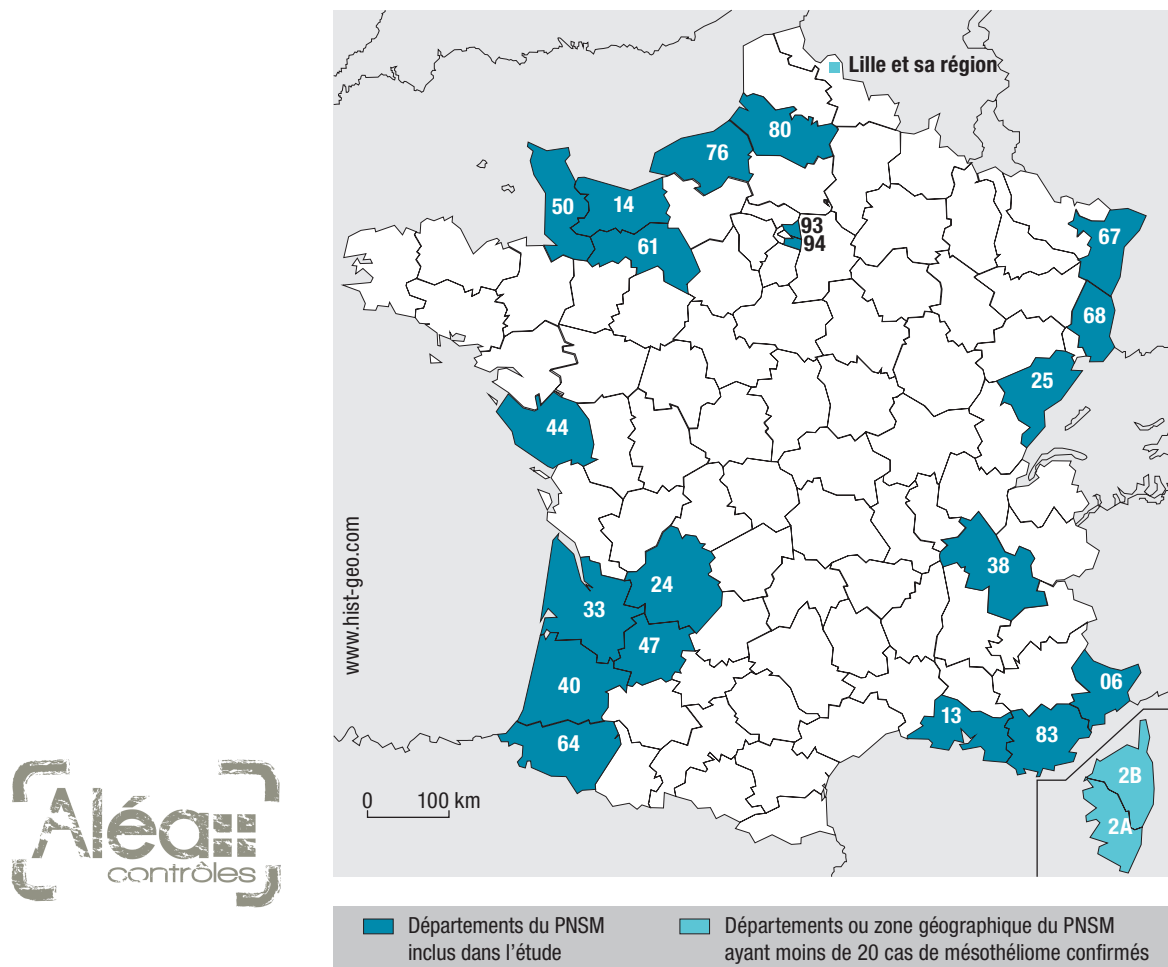 Lille et sa région
80
76
50
14
61
93
94
67
68
25
44
38
24
33
47
40
64
06
13
83
2B
2A
www.hist-geo.com
0 100 km
Aléa
contrôles
Départements du PNSM
inclus dans l'étude
Départements ou zone géographique du PNSM
ayant moins de 20 cas de mésothéliome confirmés